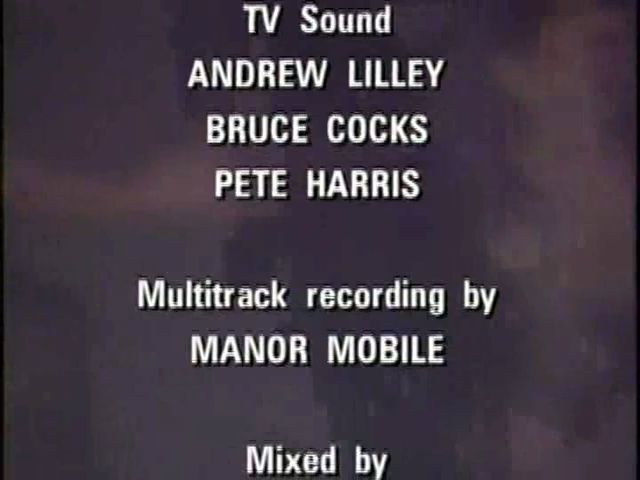 TV Sound
ANDREW LILLEY
BRUCE COCKS
PETE HARRIS
Multitrack recording by
MANOR MOBILE
Mixed by